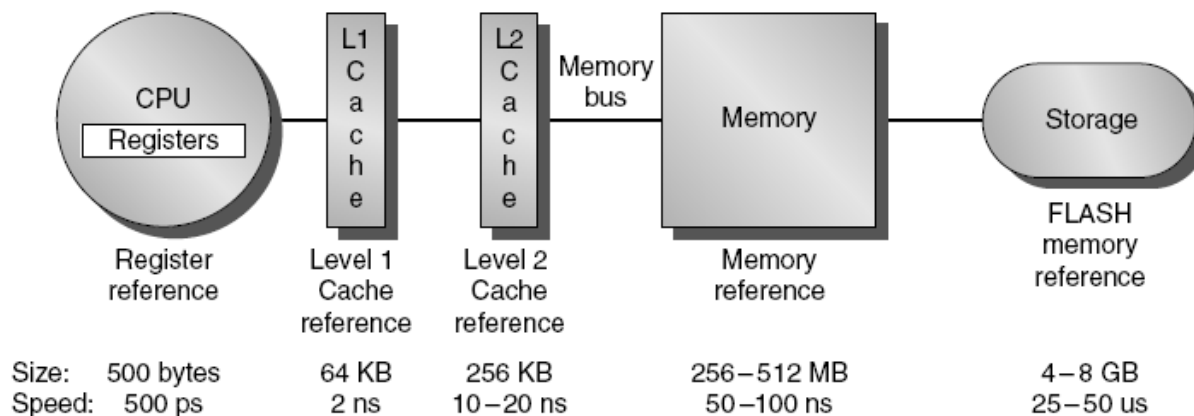 CPU
Registers
L1
C
a
c
h
e
L2
C
a
c
h
e
Memory
bus
Memory
Storage
Register
reference
Level 1
Cache
reference
Level 2
Cache
reference
Memory
reference
FLASH
memory
reference
Size: 500 bytes 64 KB 256 KB 256–512 MB 4–8 GB
Speed: 500 ps 2 ns 10–20 ns 50–100 ns 25–50 us